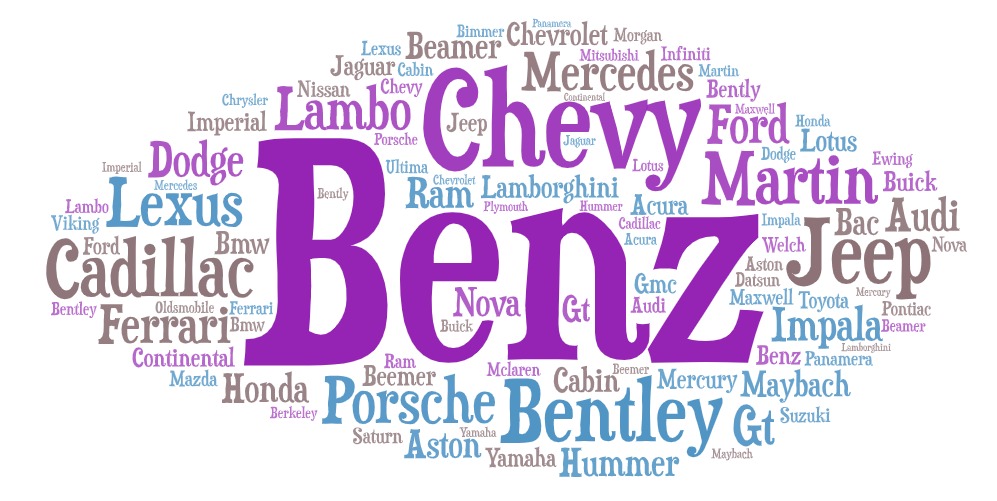 Panamera
Bimmer
Chevrolet
Morgan
Lexus
Beamer
Mitsubishi
Infiniti
Jaguar
Cabin
Mercedes
Martin
Nissan
Chevy
Chevy
Bently
Chrysler
Lambo
Continental
Maxwell
Imperial
Jeep
Ford
Honda
Porsche
Jaguar
Lotus
Dodge
Benz
Ultima
Lotus
Martin
Dodge
Ewing
Imperial
Mercedes
Chevrolet
Lamborghini
Buick
Lexus
Bently
Ram
Lambo
Plymouth
Hummer
Acura
Audi
Viking
Cadillac
Impala
Bac
Jeep
Ford
Bmw
Acura
Welch
Nova
Cadillac
Aston
Datsun
Gmc
Mercury
Bentley
Oldsmobile
Ferrari
Nova
Gt
Audi
Maxwell
Toyota
Pontiac
Ferrari
Bmw
Buick
Impala
Beamer
Lamborghini
Continental
Ram
Benz
Panamera
Mazda
Honda
Beemer
Mclaren
Cabin
Beemer
Mercury
Maybach
Berkeley
Porsche
Bentley
Gt
Suzuki
Saturn
Aston
Yamaha
Yamaha
Hummer
Maybach